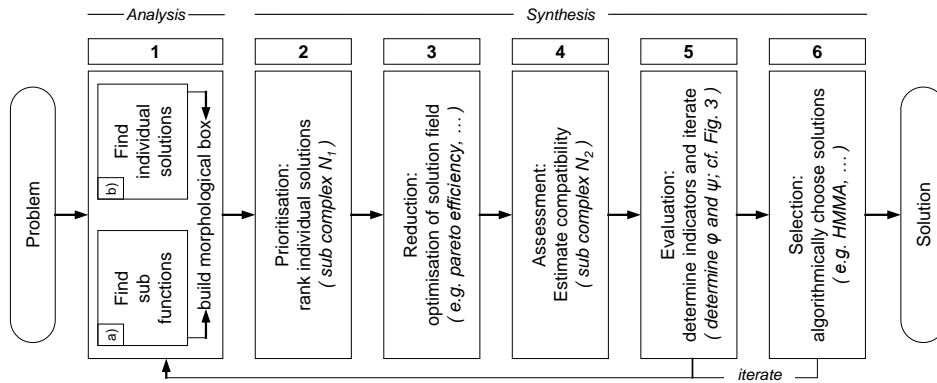 Analysis
Synthesis
1
2
3
4
5
6
Problem
a)
Find
sub
functions
b)
Find
individual
solutions
build morphological box
Prioritisation:
rank individual solutions
( sub complex N₁ )
Reduction:
optimisation of solution field
( e.g. pareto efficiency, … )
Assessment:
Estimate compatibility
( sub complex N₂ )
Evaluation:
determine indicators and iterate
( determine φ and ψ; cf. Fig. 3 )
Selection:
algorithmically choose solutions
( e.g. HMMA, … )
Solution
iterate